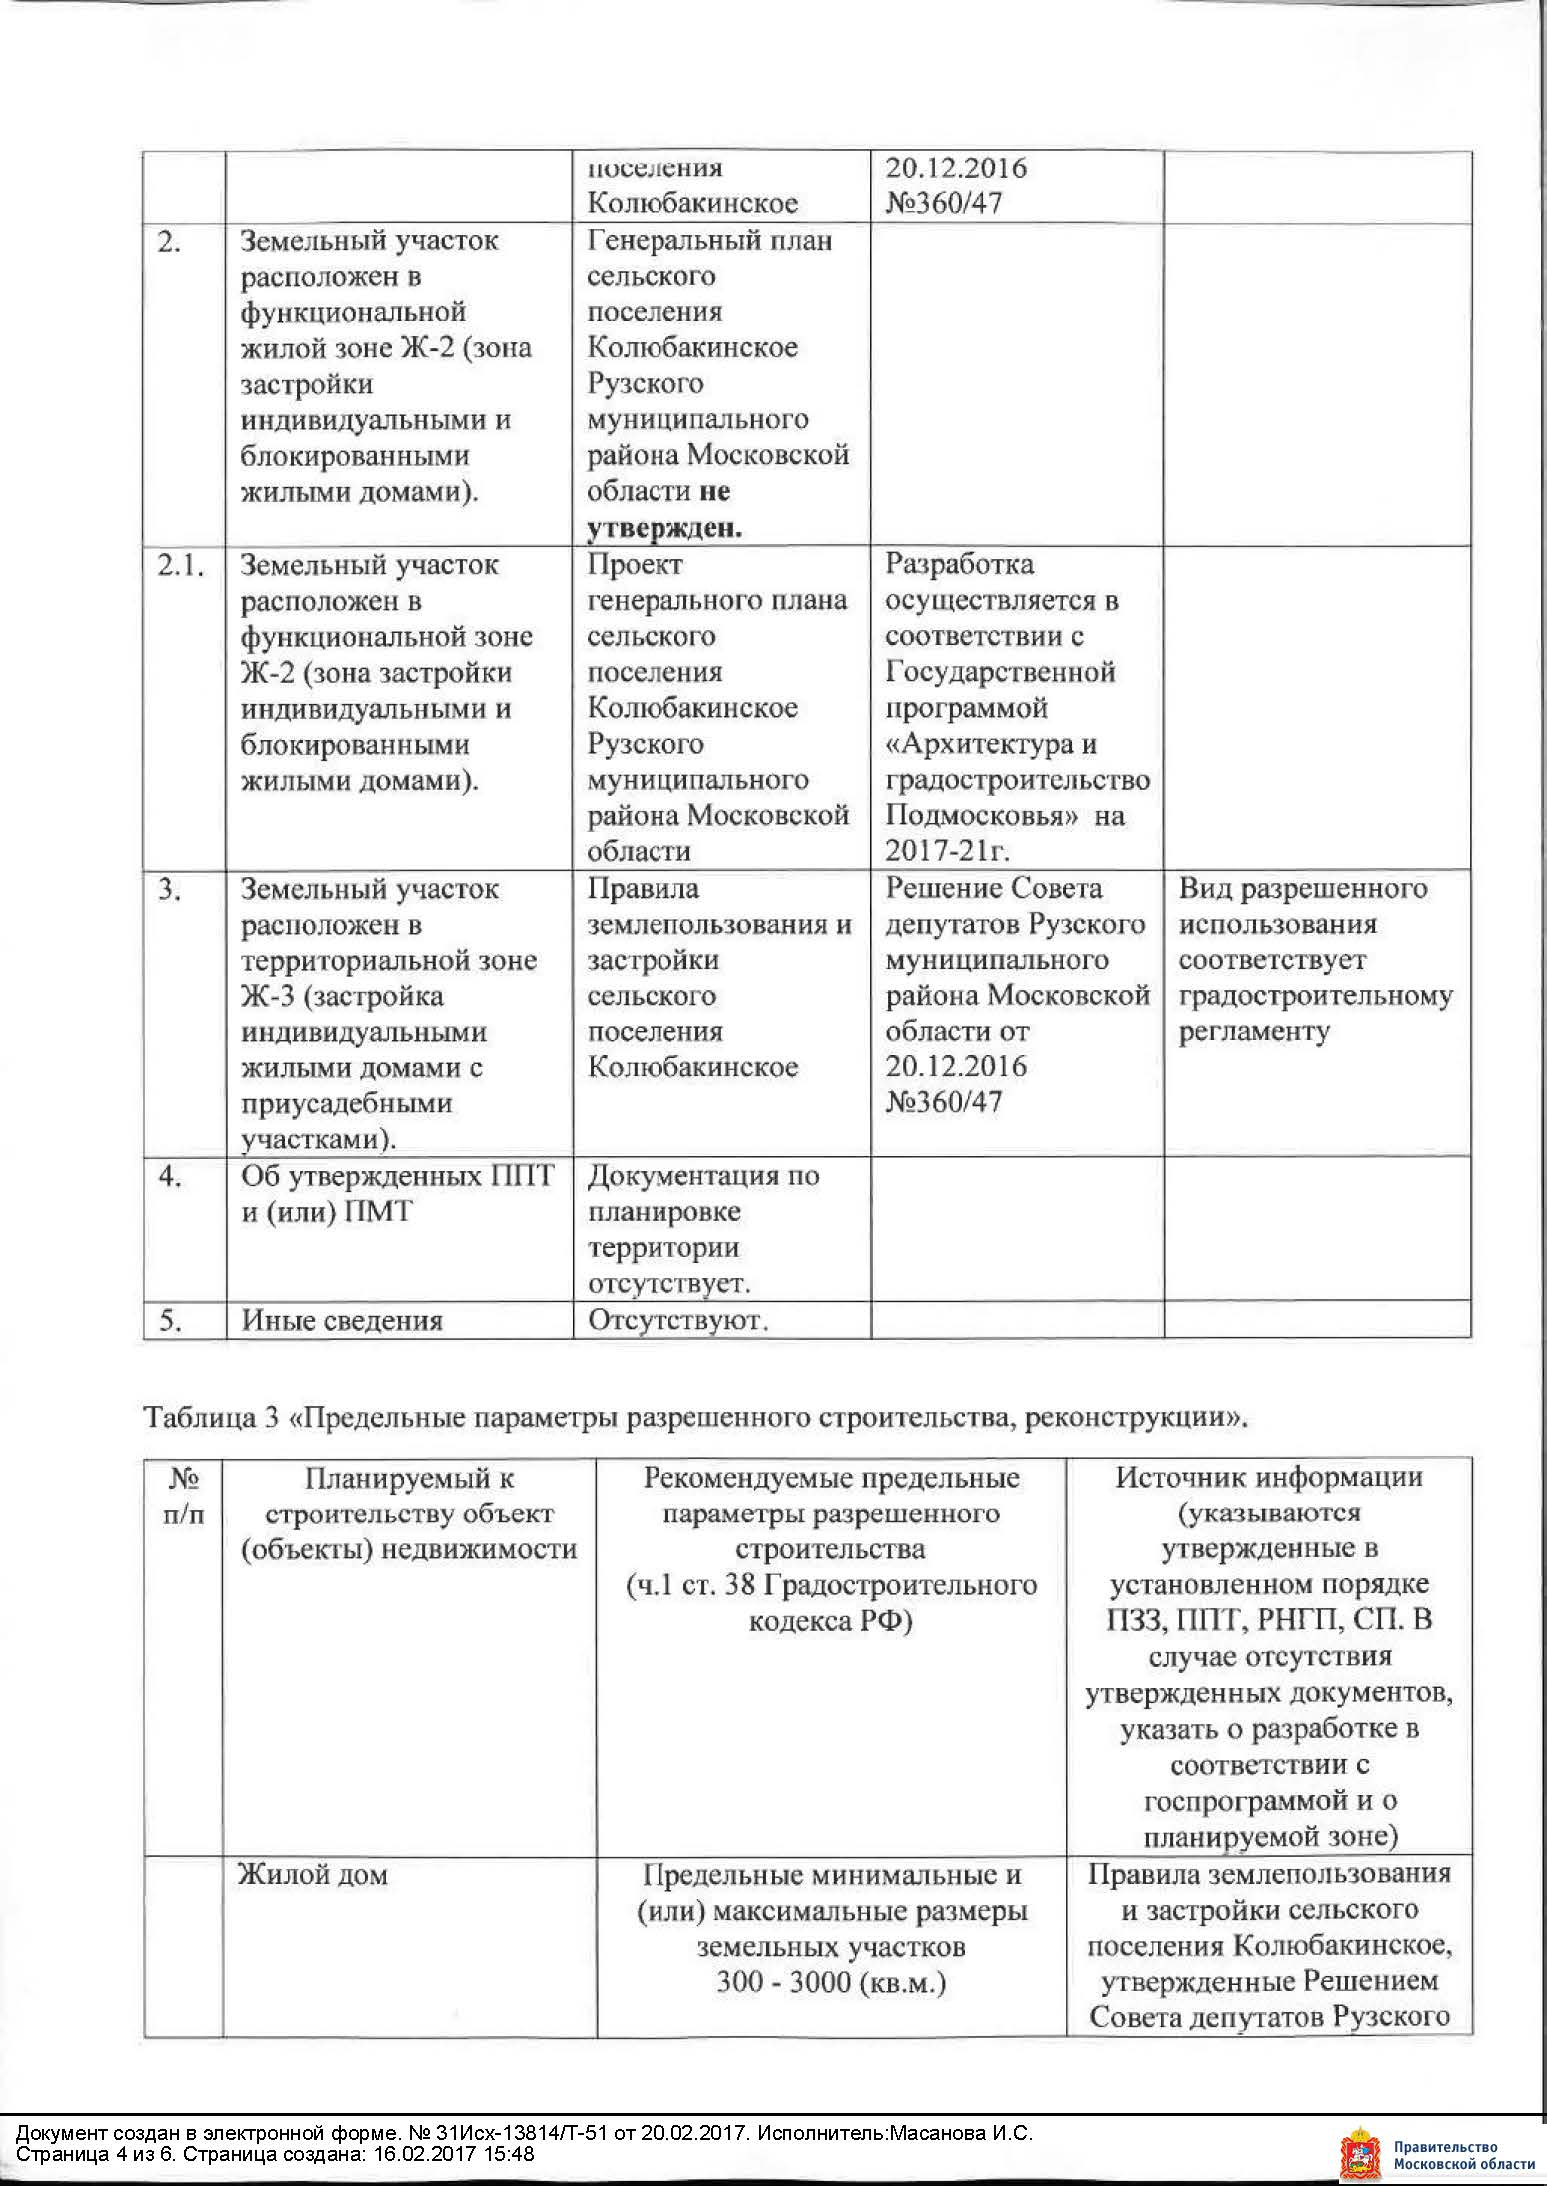 поселения
Колюбакинское
20.12.2016
№360/47
2.
Земельный участок
расположен в
функциональной
жилой зоне Ж-2 (зона
застройки
индивидуальными и
блокированными
жилыми домами).
Генеральный план
сельского
поселения
Колюбакинское
Рузского
муниципального
района Московской
области не
утвержден.
2.1.
Земельный участок
расположен в
функциональной зоне
Ж-2 (зона застройки
индивидуальными и
блокированными
жилыми домами).
Проект
генерального плана
сельского
поселения
Колюбакинское
Рузского
муниципального
района Московской
области
Разработка
осуществляется в
соответствии с
Государственной
программой
«Архитектура и
градостроительство
Подмосковья» на
2017-21г.
3.
Земельный участок
расположен в
территориальной зоне
Ж-3 (застройка
индивидуальными
жилыми домами с
приусадебными
участками).
Правила
землепользования и
застройки
сельского
поселения
Колюбакинское
Решение Совета
депутатов Рузского
муниципального
района Московской
области от
20.12.2016
№360/47
Вид разрешенного
использования
соответствует
градостроительному
регламенту
4.
Об утвержденных ППТ
и (или) ПМТ
Документация по
планировке
территории
отсутствует.
5.
Иные сведения
Отсутствуют.
Таблица 3 «Предельные параметры разрешенного строительства, реконструкции».
№
п/п
Планируемый к
строительству объект
(объекты) недвижимости
Рекомендуемые предельные
параметры разрешенного
строительства
(ч.1 ст. 38 Градостроительного
кодекса РФ)
Источник информации
(указываются
утвержденные в
установленном порядке
ПЗЗ, ППТ, РНГП, СП. В
случае отсутствия
утвержденных документов,
указать о разработке в
соответствии с
госпрограммой и о
планируемой зоне)
Жилой дом
Предельные минимальные и
(или) максимальные размеры
земельных участков
300 - 3000 (кв.м.)
Правила землепользования
и застройки сельского
поселения Колюбакинское,
утвержденные Решением
Совета депутатов Рузского
Документ создан в электронной форме. № 31Исх-13814/Т-51 от 20.02.2017. Исполнитель:Масанова И.С.
Страница 4 из 6. Страница создана: 16.02.2017 15:48
Правительство
Московской области